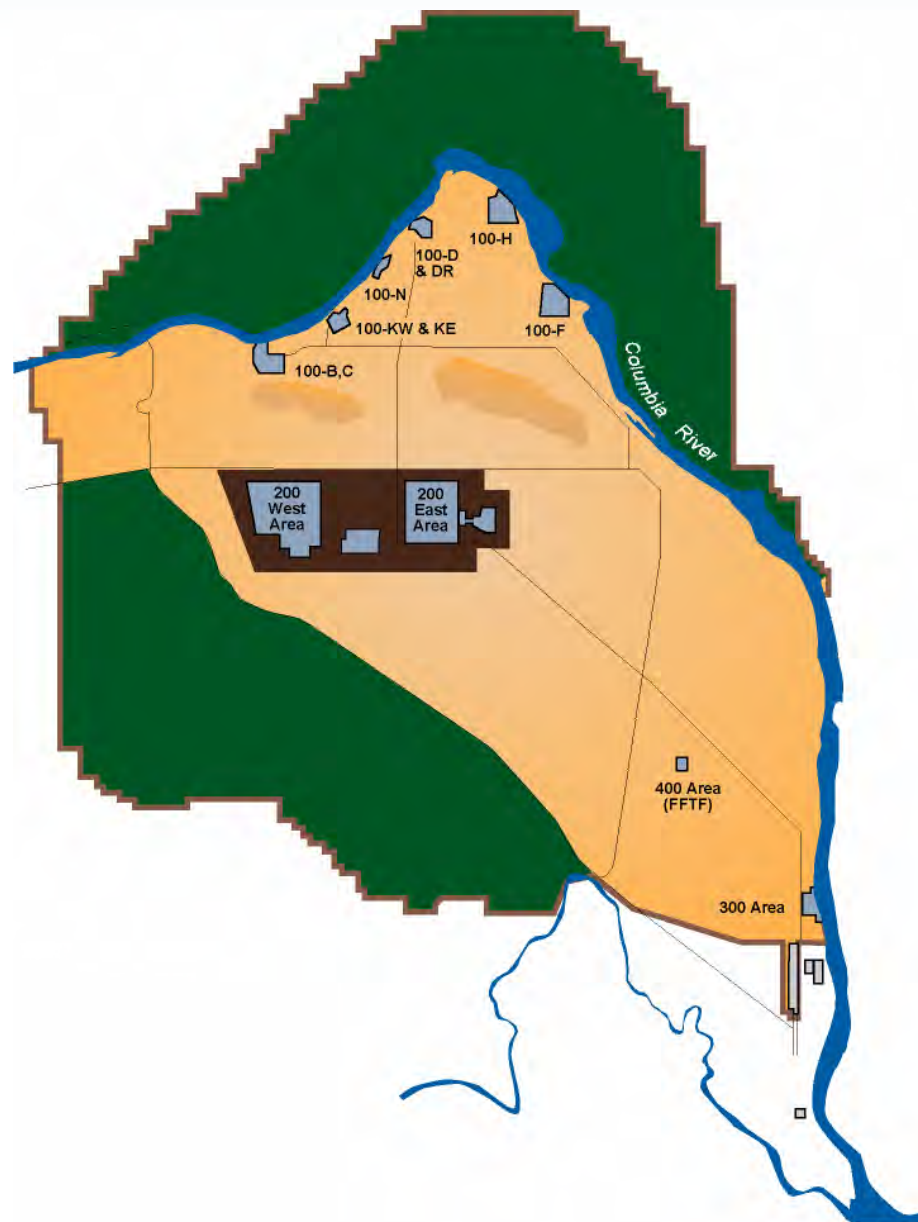 100-H
100-D
& DR
100-N
100-F
100-KW & KE
100-B,C
Columbia River
200
West
Area
200
East
Area
400 Area
(FFTF)
300 Area